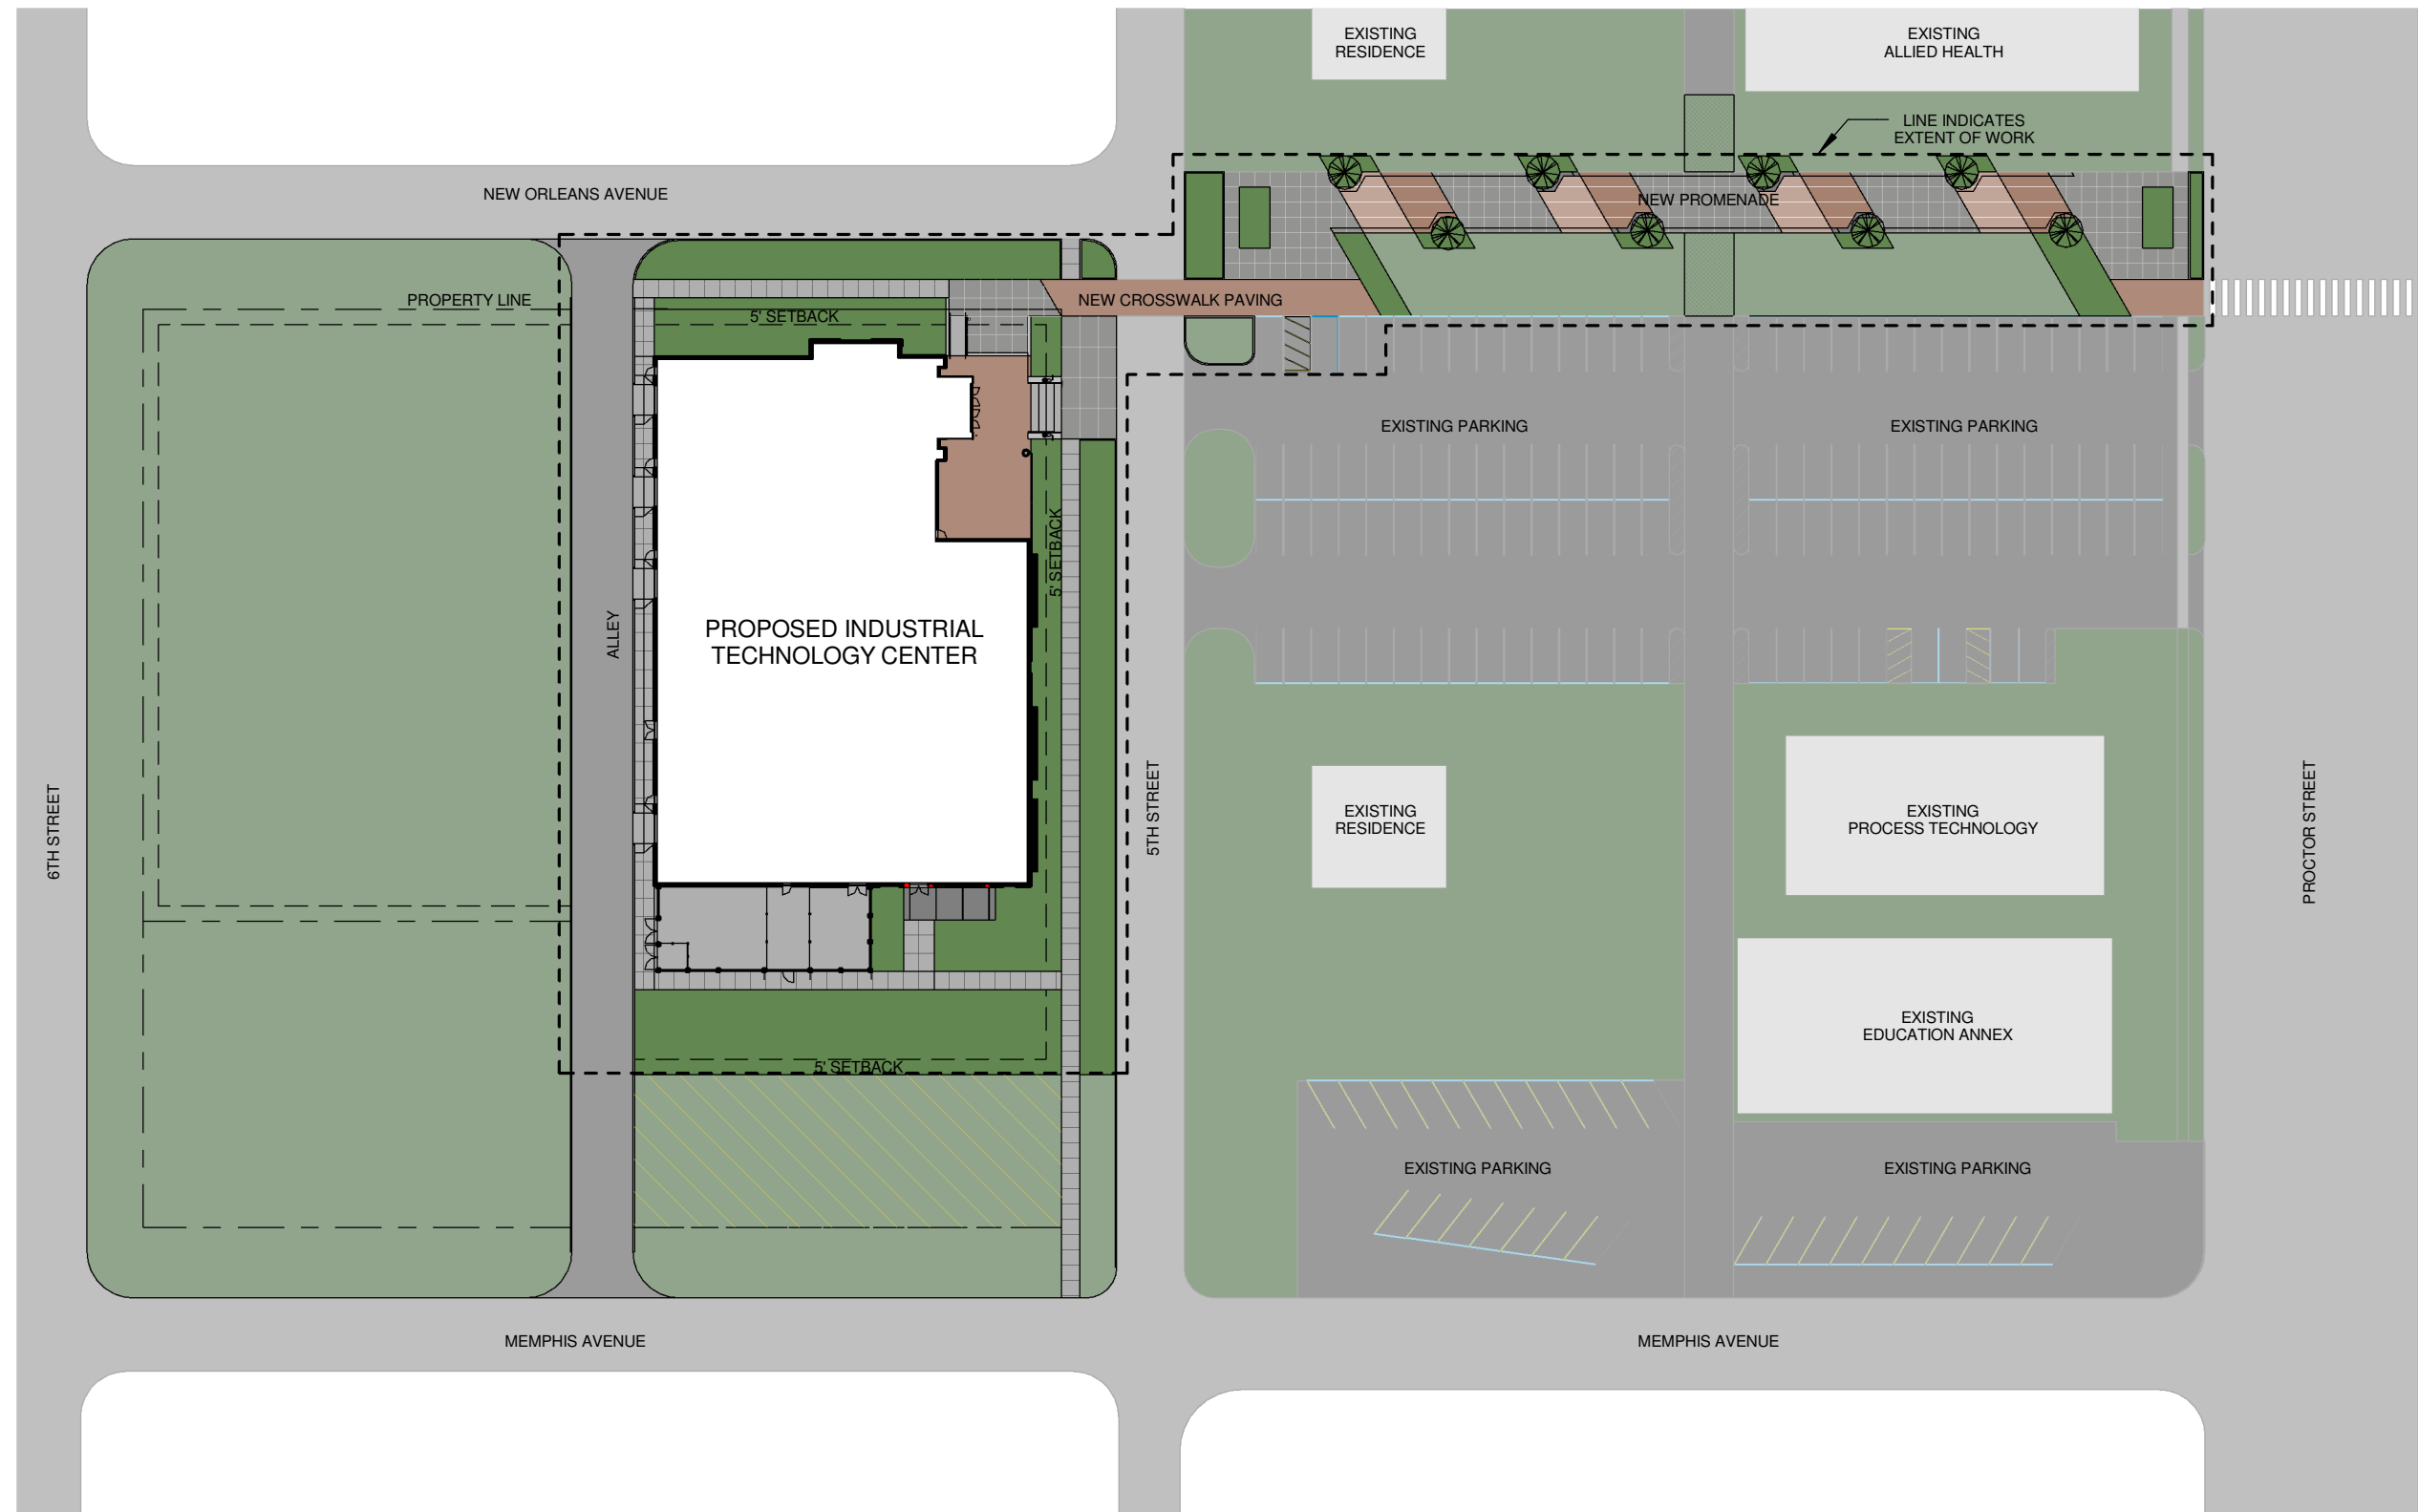 EXISTING
RESIDENCE
EXISTING
ALLIED HEALTH
LINE INDICATES
EXTENT OF WORK
NEW ORLEANS AVENUE
NEW PROMENADE
PROPERTY LINE
NEW CROSSWALK PAVING
5' SETBACK
EXISTING PARKING
EXISTING PARKING
5' SETBACK
ALLEY
PROPOSED INDUSTRIAL
TECHNOLOGY CENTER
6TH STREET
5TH STREET
EXISTING
RESIDENCE
EXISTING
PROCESS TECHNOLOGY
PROCTOR STREET
EXISTING
EDUCATION ANNEX
5' SETBACK
EXISTING PARKING
EXISTING PARKING
MEMPHIS AVENUE
MEMPHIS AVENUE